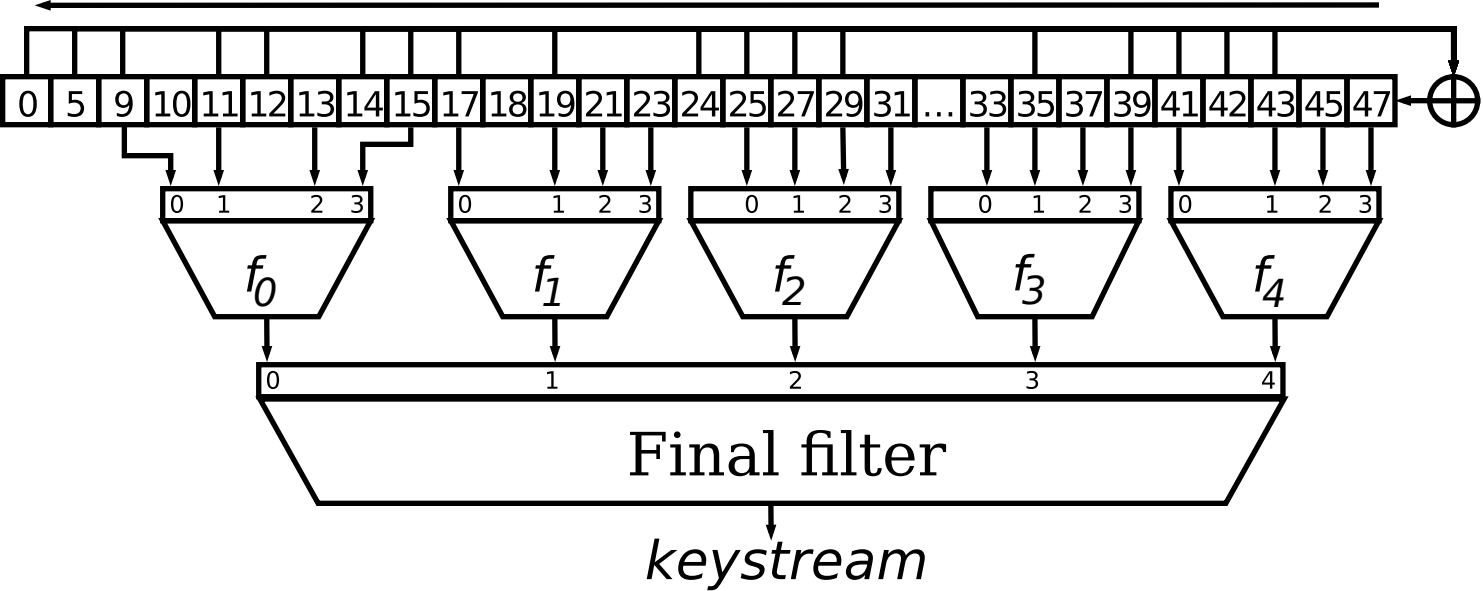 0 5 9 10 11 12 13 14 15 17 18 19 21 23 24 25 27 29 31 ... 33 35 37 39 41 42 43 45 47
0 1 2 3 0 1 2 3 0 1 2 3 0 1 2 3 0 1 2 3
f0 f1 f2 f3 f4
0 1 2 3 4
Final filter
keystream